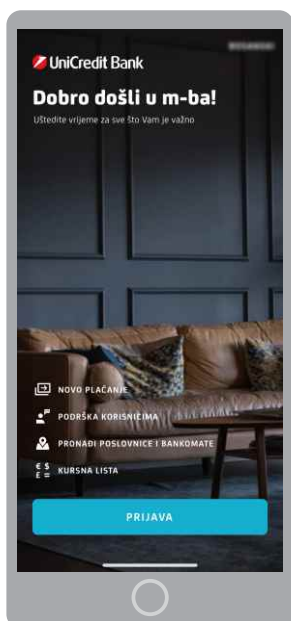 UniCredit Bank
Dobro došli u m-ba!
Uštedite vrijeme za sve što Vam je važno
NOVO PLAĆANJE
PODRŠKA KORISNICIMA
PRONAĐI POSLOVNICE I BANKOMATE
KURSNA LISTA
PRIJAVA